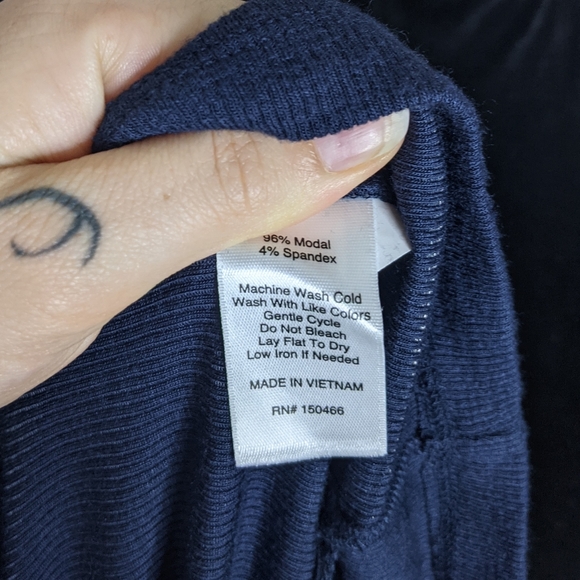 96% Modal
4% Spandex
Machine Wash Cold
Wash With Like Colors
Gentle Cycle
Do Not Bleach
Lay Flat To Dry
Low Iron If Needed
MADE IN VIETNAM
RN# 150466